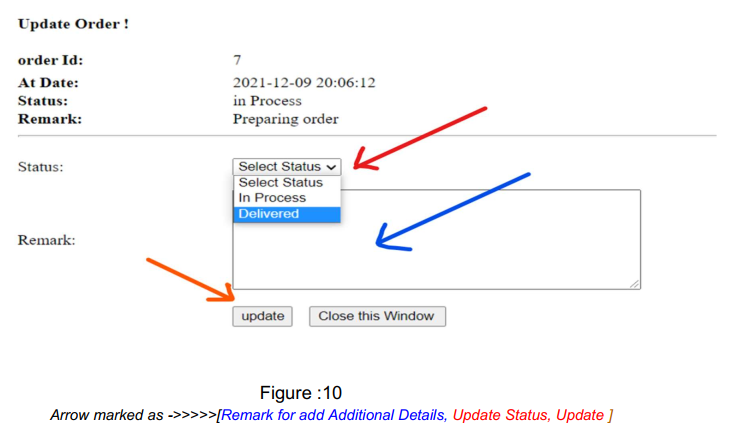 Update Order !
order Id: 7
At Date: 2021-12-09 20:06:12
Status: in Process
Remark: Preparing order
Status: Select Status
Select Status
In Process
Delivered
Remark:
update Close this Window
Figure :10
Arrow marked as ->>>>>[Remark for add Additional Details, Update Status, Update ]